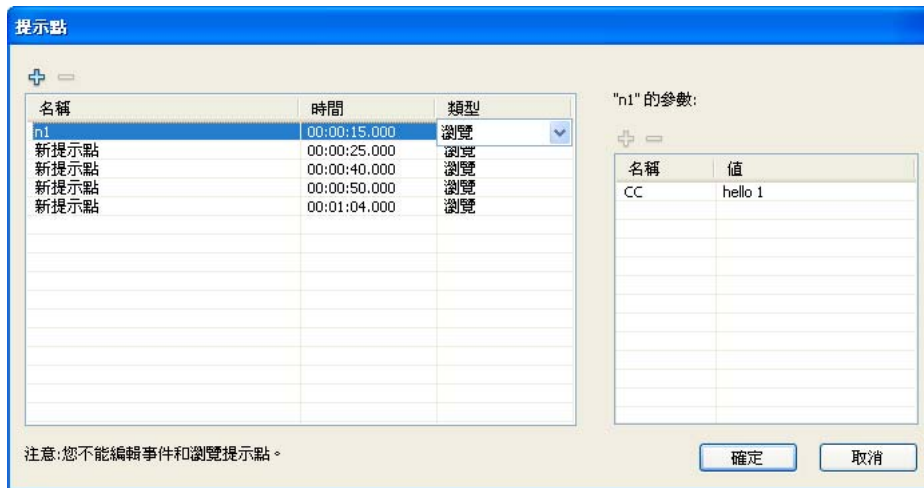 提示點
名稱 時間 類型
n1 00:00:15.000 瀏覽
新提示點 00:00:25.000 瀏覽
新提示點 00:00:40.000 瀏覽
新提示點 00:00:50.000 瀏覽
新提示點 00:01:04.000 瀏覽
"n1" 的參數:
名稱 值
CC hello 1
注意:您不能編輯事件和瀏覽提示點。
確定 取消